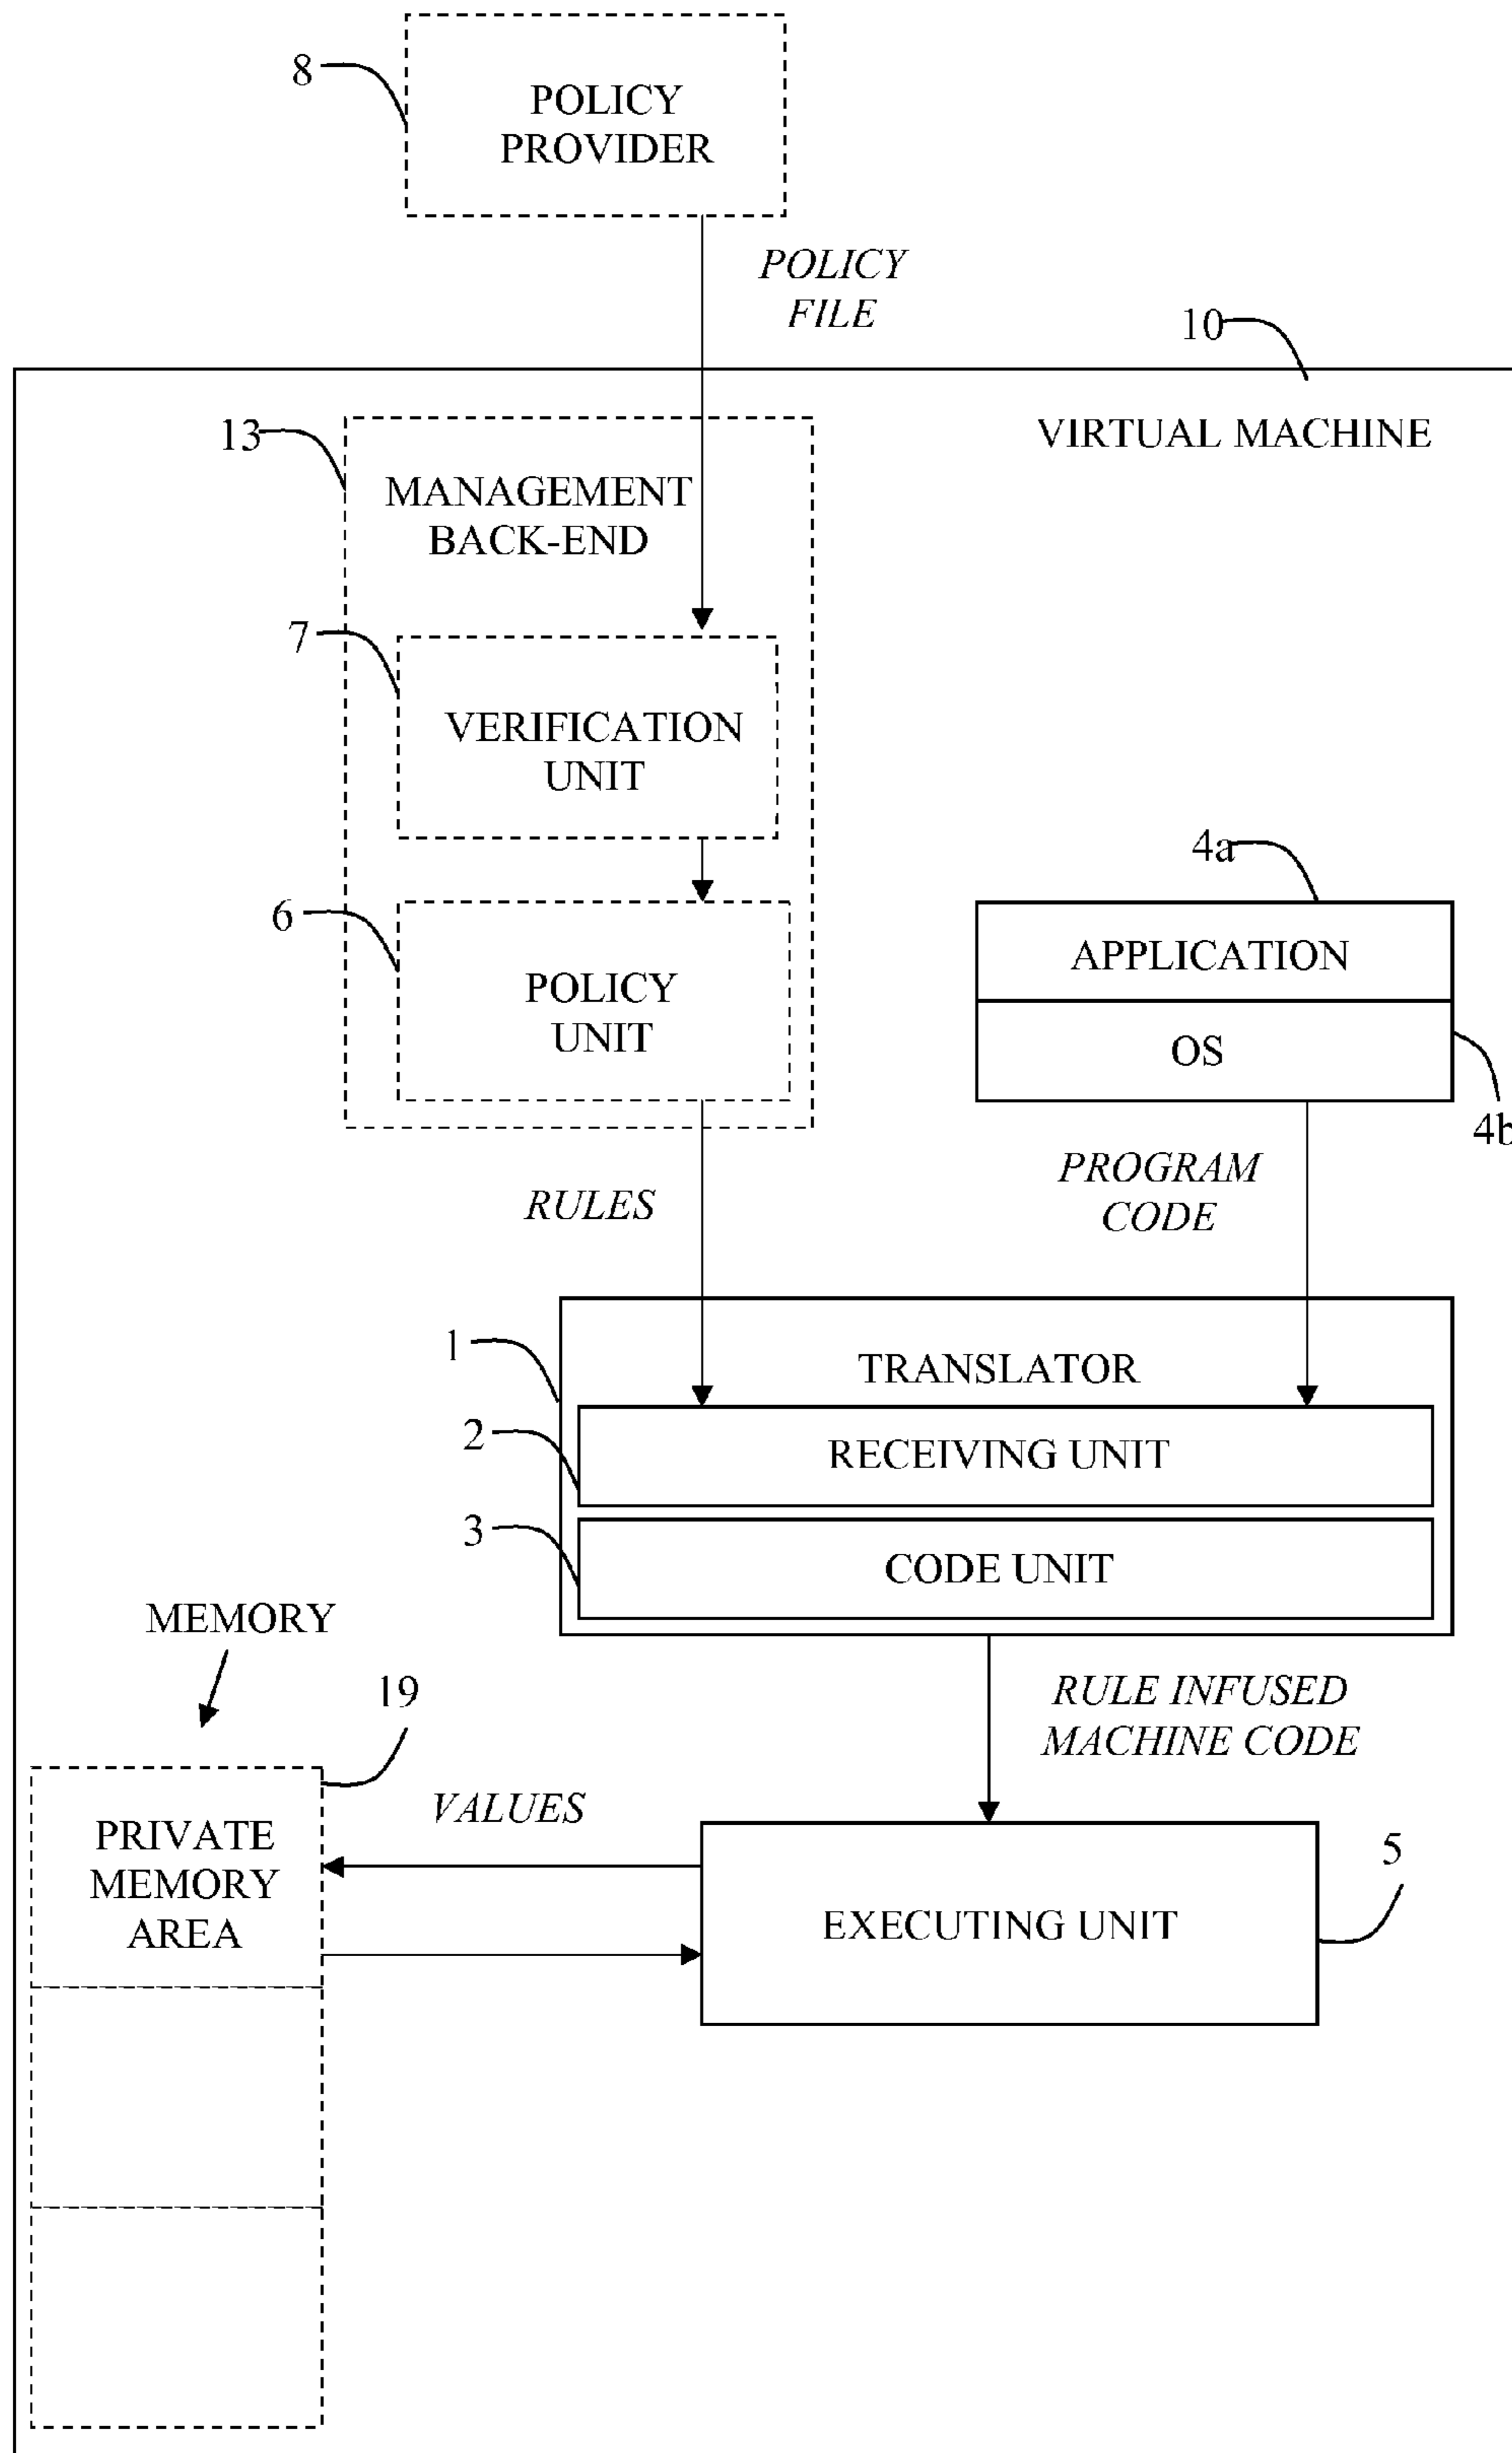 8
POLICY
PROVIDER
POLICY
FILE
10
VIRTUAL MACHINE
13
MANAGEMENT
BACK-END
7
VERIFICATION
UNIT
4a
6
POLICY
UNIT
APPLICATION
OS
4b
RULES
PROGRAM
CODE
1
TRANSLATOR
2
RECEIVING UNIT
3
CODE UNIT
MEMORY
19
RULE INFUSED
MACHINE CODE
VALUES
PRIVATE
MEMORY
AREA
5
EXECUTING UNIT